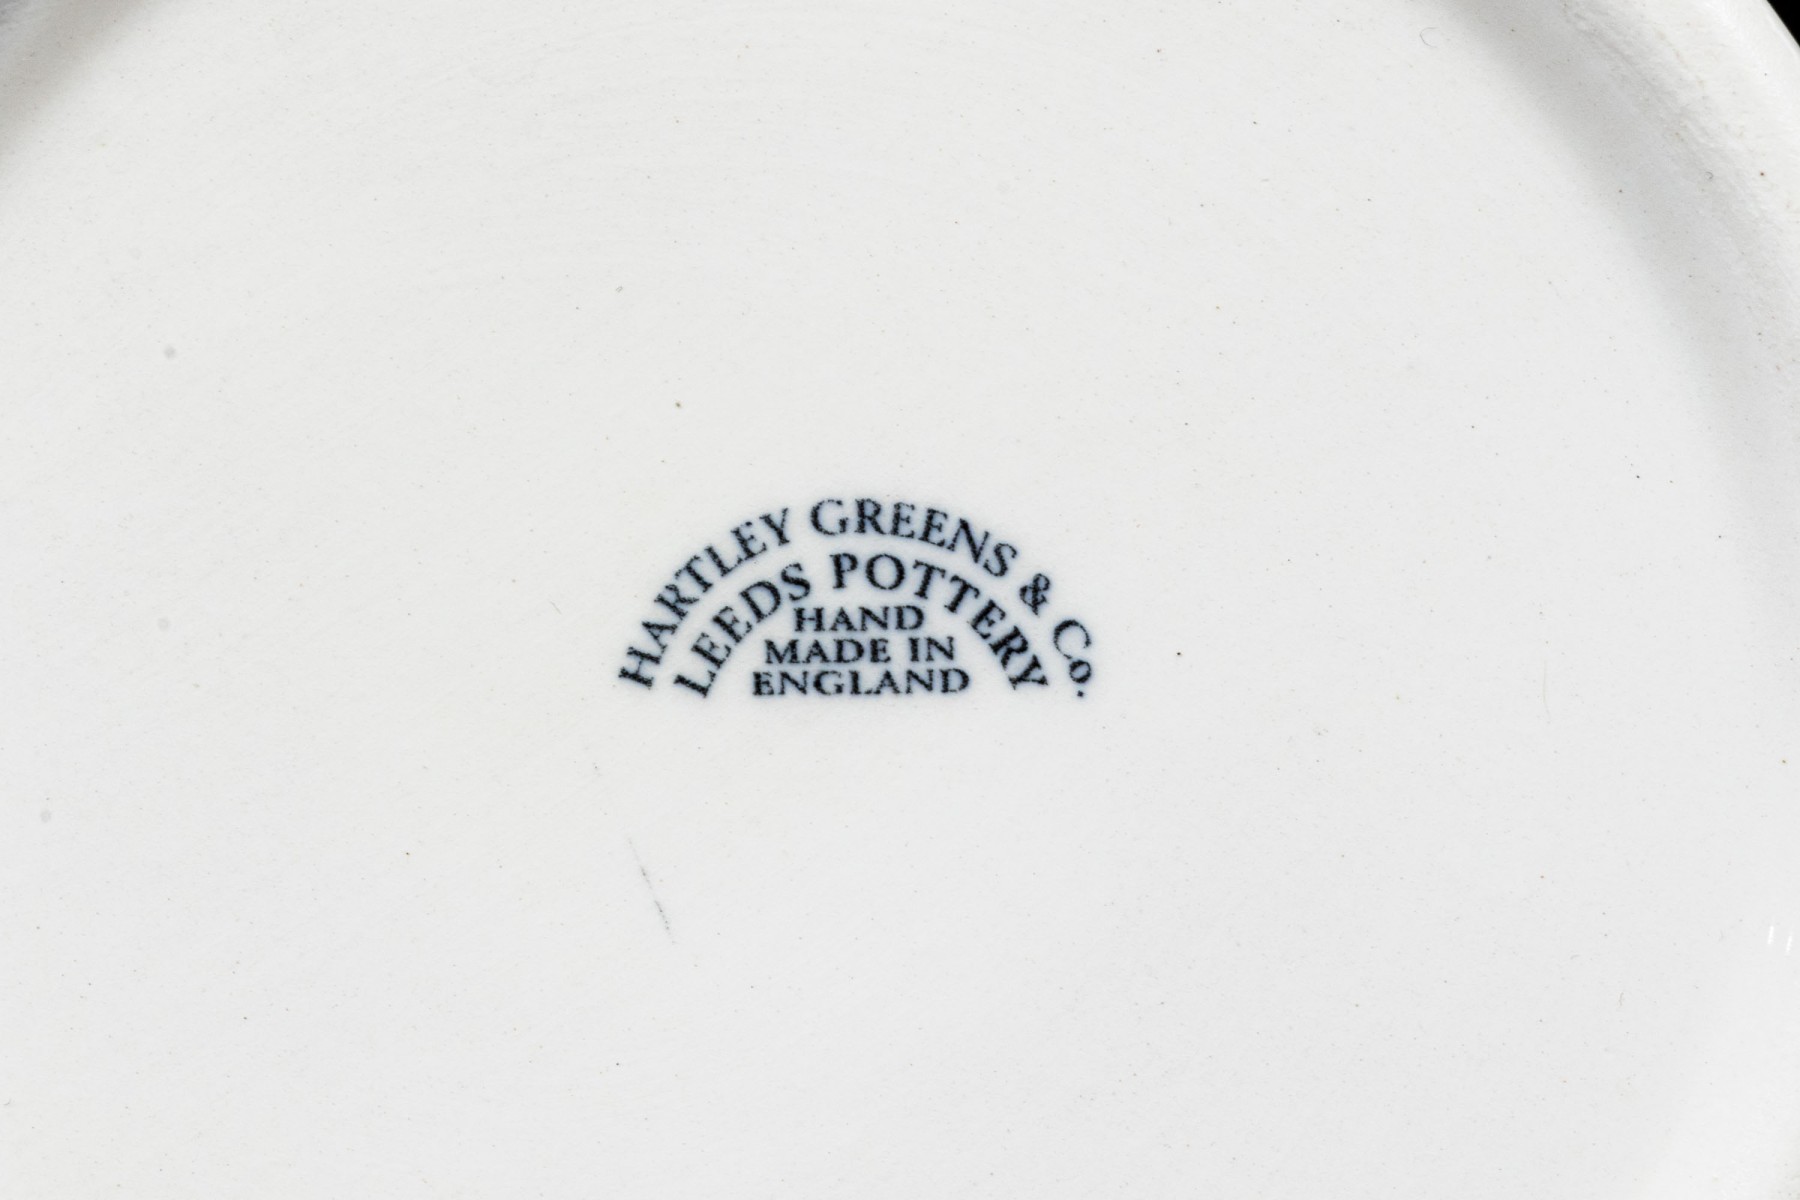 HARTLEY GREENS & Co.
LEEDS POTTERY
HAND
MADE IN
ENGLAND